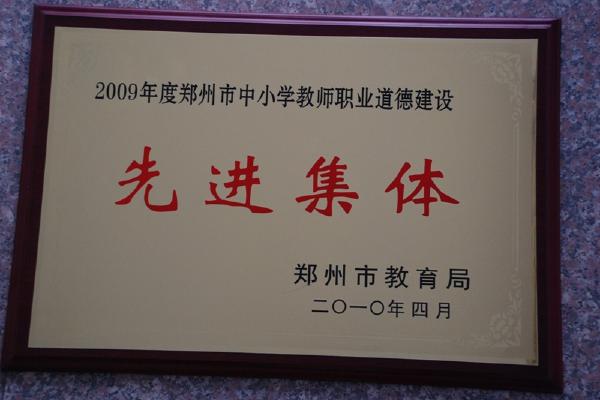 2009年度郑州市中小学教师职业道德建设
先进集体
郑州市教育局
二〇一〇年四月